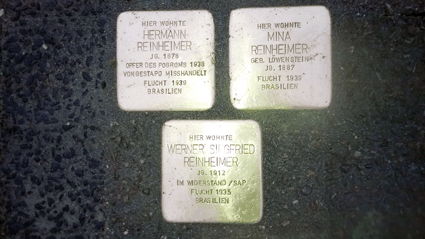 HIER WOHNTE
HERMANN
REINHEIMER
JG. 1878
OPFER DES POGROMS 1938
VON GESTAPO MISSHANDELT
FLUCHT 1939
BRASILIEN
HIER WOHNTE
MINA
REINHEIMER
GEB. LÖWENSTEIN
JG. 1887
FLUCHT 1939
BRASILIEN
HIER WOHNTE
WERNER SIEGFRIED
REINHEIMER
JG. 1912
IM WIDERSTAND / SAP
FLUCHT 1935
BRASILIEN